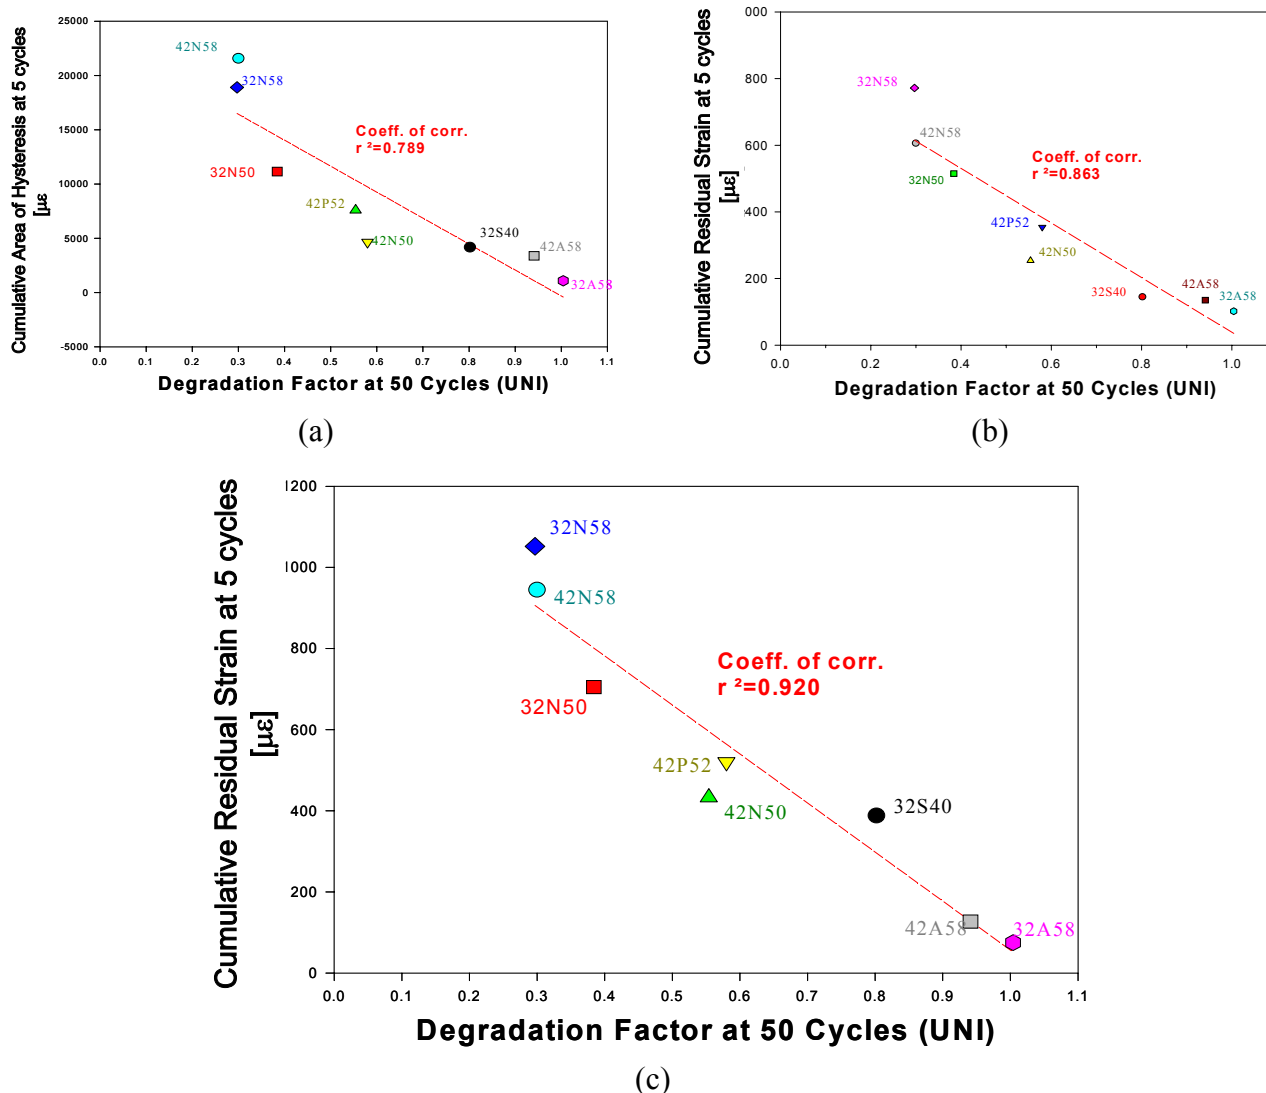 Cumulative Area of Hysteresis at 5 cycles
[με
25000
20000
15000
10000
5000
0
-5000
42N58
32N58
Coeff. of corr.
r ²=0.789
32N50
42P52
42N50
32S40
42A58
32A58
0.0 0.1 0.2 0.3 0.4 0.5 0.6 0.7 0.8 0.9 1.0 1.1
Degradation Factor at 50 Cycles (UNI)
(a)
Cumulative Residual Strain at 5 cycles
[με]
000
800
600
400
200
0
32N58
42N58
Coeff. of corr.
r ²=0.863
32N50
42P52
42N50
32S40
42A58
32A58
0.0 0.2 0.4 0.6 0.8 1.0
Degradation Factor at 50 Cycles (UNI)
(b)
Cumulative Residual Strain at 5 cycles
[με]
1200
1000
800
600
400
200
0
32N58
42N58
Coeff. of corr.
r ²=0.920
32N50
42P52
42N50
32S40
42A58
32A58
0.0 0.1 0.2 0.3 0.4 0.5 0.6 0.7 0.8 0.9 1.0 1.1
Degradation Factor at 50 Cycles (UNI)
(c)